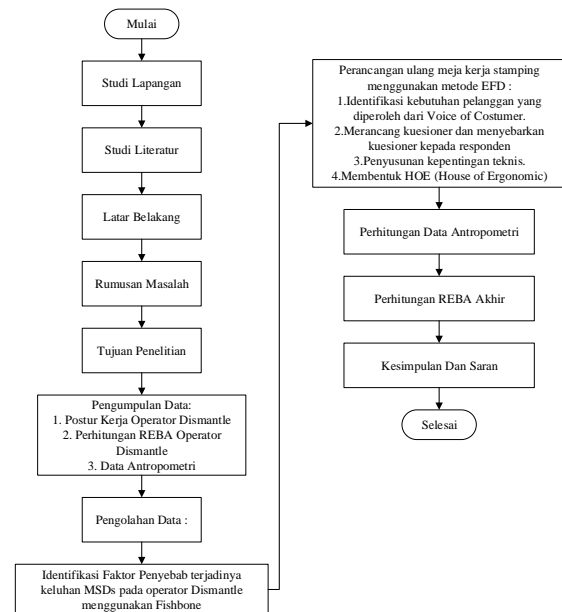 Mulai
Studi Lapangan
Studi Literatur
Latar Belakang
Rumusan Masalah
Tujuan Penelitian
Pengumpulan Data:
1. Postur Kerja Operator Dismantle
2. Perhitungan REBA Operator
Dismantle
3. Data Antropometri
Pengolahan Data :
Identifikasi Faktor Penyebab terjadinya
keluhan MSDs pada operator Dismantle
menggunakan Fishbone
Perancangan ulang meja kerja stamping
menggunakan metode EFD :
1.Identifikasi kebutuhan pelanggan yang
diperoleh dari Voice of Costumer.
2.Merancang kuesioner dan menyebarkan
kuesioner kepada responden
3.Penyusunan kepentingan teknis.
4.Membentuk HOE (House of Ergonomic)
Perhitungan Data Antropometri
Perhitungan REBA Akhir
Kesimpulan Dan Saran
Selesai